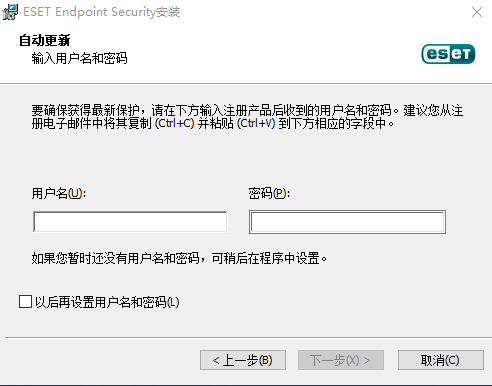 ESET Endpoint Security安装
自动更新
输入用户名和密码
eseT
要确保获得最新保护，请在下方输入注册产品后收到的用户名和密码。建议您从注
册电子邮件中将其复制 (Ctrl+C) 并粘贴 (Ctrl+V) 到下方相应的字段中。
用户名(U):
密码(P):
如果您暂时还没有用户名和密码，可稍后在程序中设置。
以后再设置用户名和密码(L)
< 上一步(B)
下一步(X) >
取消(C)